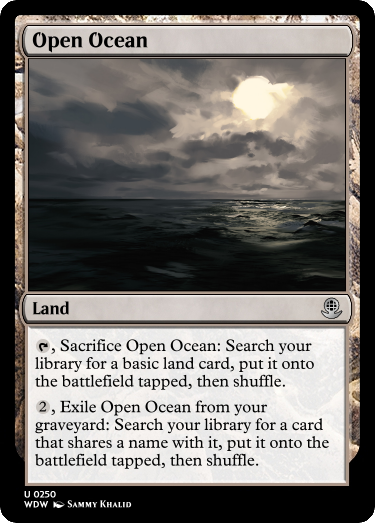 Open Ocean
Land
, Sacrifice Open Ocean: Search your
library for a basic land card, put it onto
the battlefield tapped, then shuffle.
2 , Exile Open Ocean from your
graveyard: Search your library for a card
that shares a name with it, put it onto the
battlefield tapped, then shuffle.
U 0250
WDW Sammy Khalid